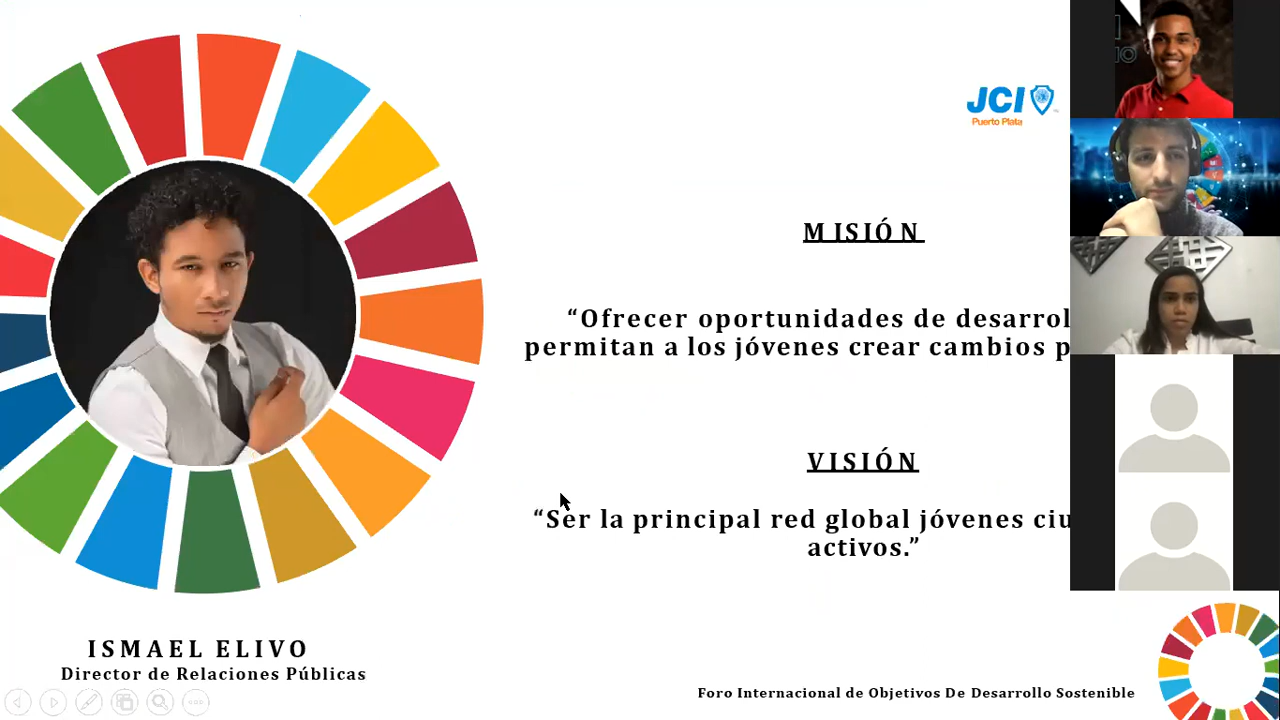 JCI
Puerto Plata
MISIÓN
“Ofrecer oportunidades de desarrol
permitan a los jóvenes crear cambios p
VISIÓN
“Ser la principal red global jóvenes ciu
activos.”
ISMAEL ELIVO
Director de Relaciones Públicas
Foro Internacional de Objetivos De Desarrollo Sostenible